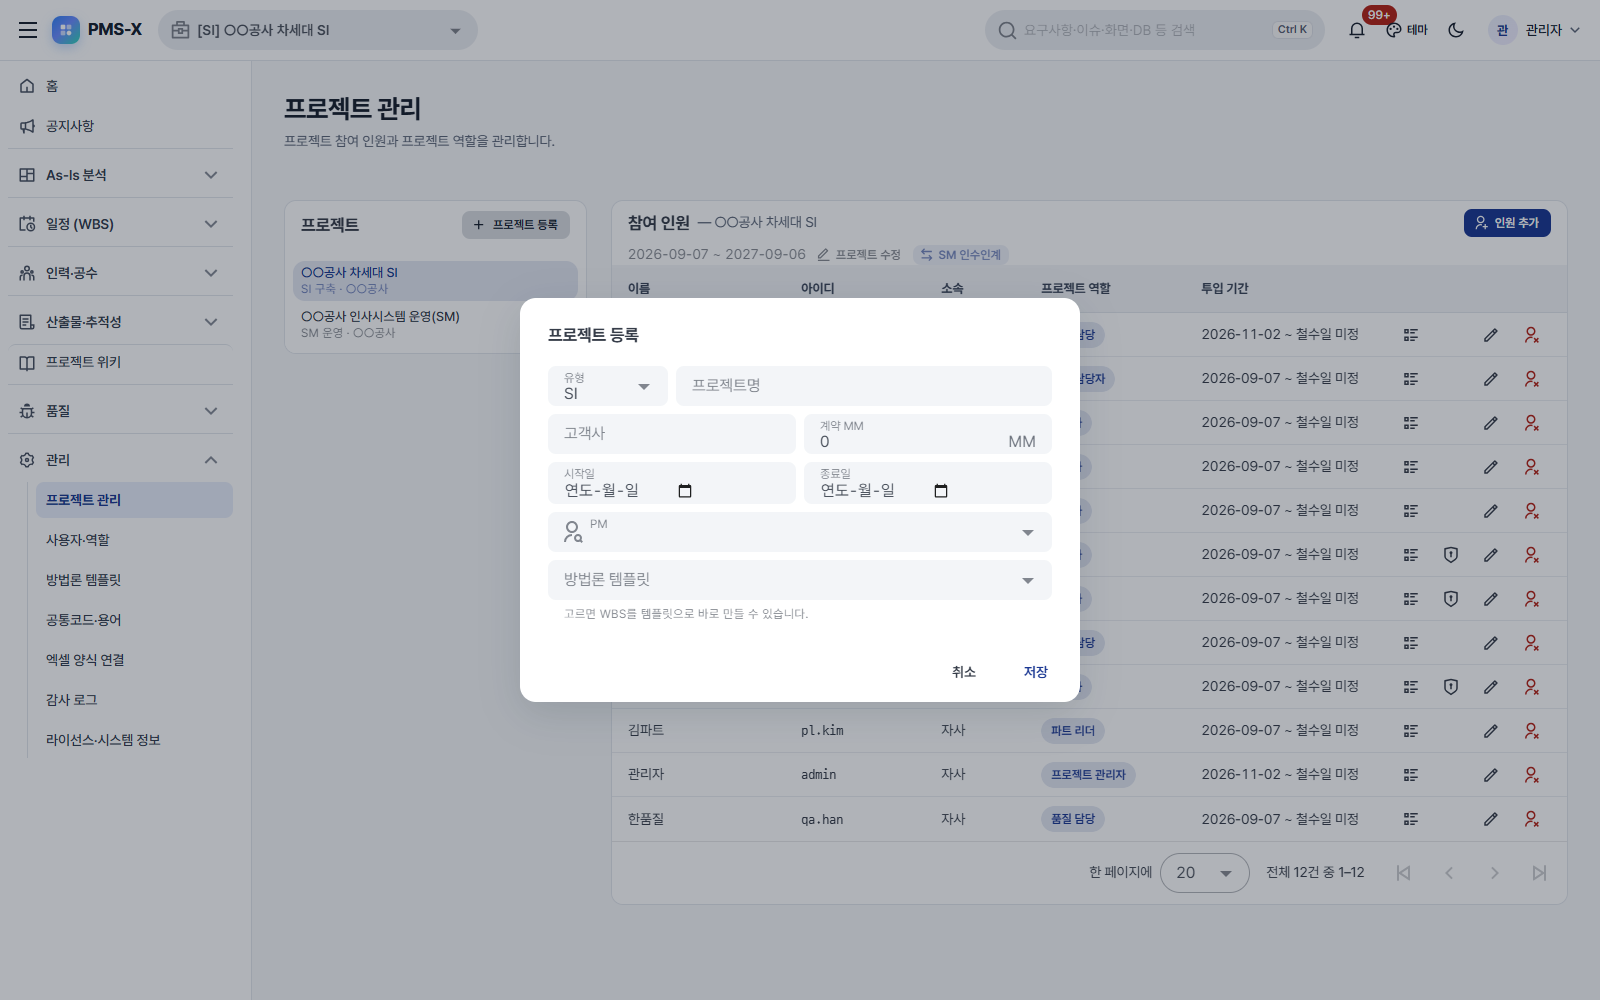 PMS-X
[SI] 〇〇공사 차세대 SI
요구사항·이슈·화면·DB 등 검색
Ctrl K
99+
테마
관
관리자
홈
공지사항
As-Is 분석
일정 (WBS)
인력·공수
산출물·추적성
프로젝트 위키
품질
관리
프로젝트 관리
사용자·역할
방법론 템플릿
공통코드·용어
엑셀 양식 연결
감사 로그
라이선스·시스템 정보
프로젝트 관리
프로젝트 참여 인원과 프로젝트 역할을 관리합니다.
프로젝트
+ 프로젝트 등록
〇〇공사 차세대 SI
SI 구축 · 〇〇공사
〇〇공사 인사시스템 운영(SM)
SM 운영 · 〇〇공사
참여 인원 — 〇〇공사 차세대 SI
인원 추가
2026-09-07 ~ 2027-09-06 프로젝트 수정 SM 인수인계
이름 아이디 소속 프로젝트 역할 투입 기간
담당 2026-11-02 ~ 철수일 미정
담당자 2026-09-07 ~ 철수일 미정
2026-09-07 ~ 철수일 미정
2026-09-07 ~ 철수일 미정
2026-09-07 ~ 철수일 미정
2026-09-07 ~ 철수일 미정
2026-09-07 ~ 철수일 미정
담당 2026-09-07 ~ 철수일 미정
2026-09-07 ~ 철수일 미정
김파트 pl.kim 자사 파트 리더 2026-09-07 ~ 철수일 미정
관리자 admin 자사 프로젝트 관리자 2026-11-02 ~ 철수일 미정
한품질 qa.han 자사 품질 담당 2026-09-07 ~ 철수일 미정
한 페이지에 20 전체 12건 중 1–12
프로젝트 등록
유형
SI
프로젝트명
고객사
계약 MM
0 MM
시작일
연도-월-일
종료일
연도-월-일
PM
방법론 템플릿
고르면 WBS를 템플릿으로 바로 만들 수 있습니다.
취소
저장